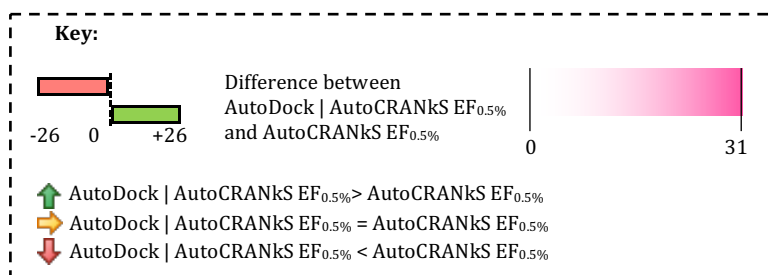 Key:
Difference between
AutoDock | AutoCRANkS EF0.5%
and AutoCRANkS EF0.5%
-26 0 +26
0 31
AutoDock | AutoCRANkS EF0.5%> AutoCRANkS EF0.5%
AutoDock | AutoCRANkS EF0.5% = AutoCRANkS EF0.5%
AutoDock | AutoCRANkS EF0.5% < AutoCRANkS EF0.5%